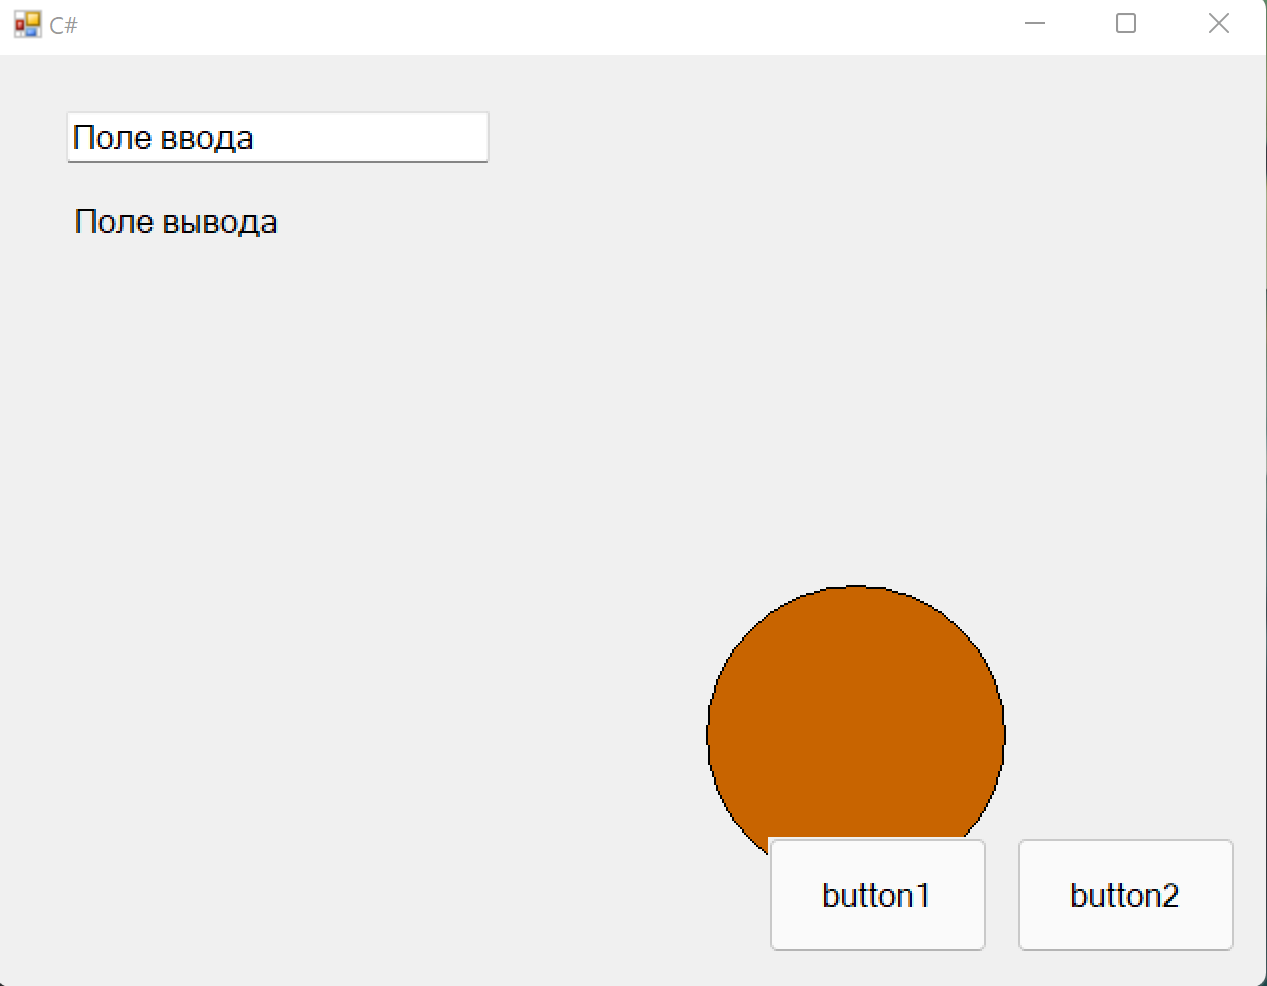 C#
Поле ввода
Поле вывода
button1
button2